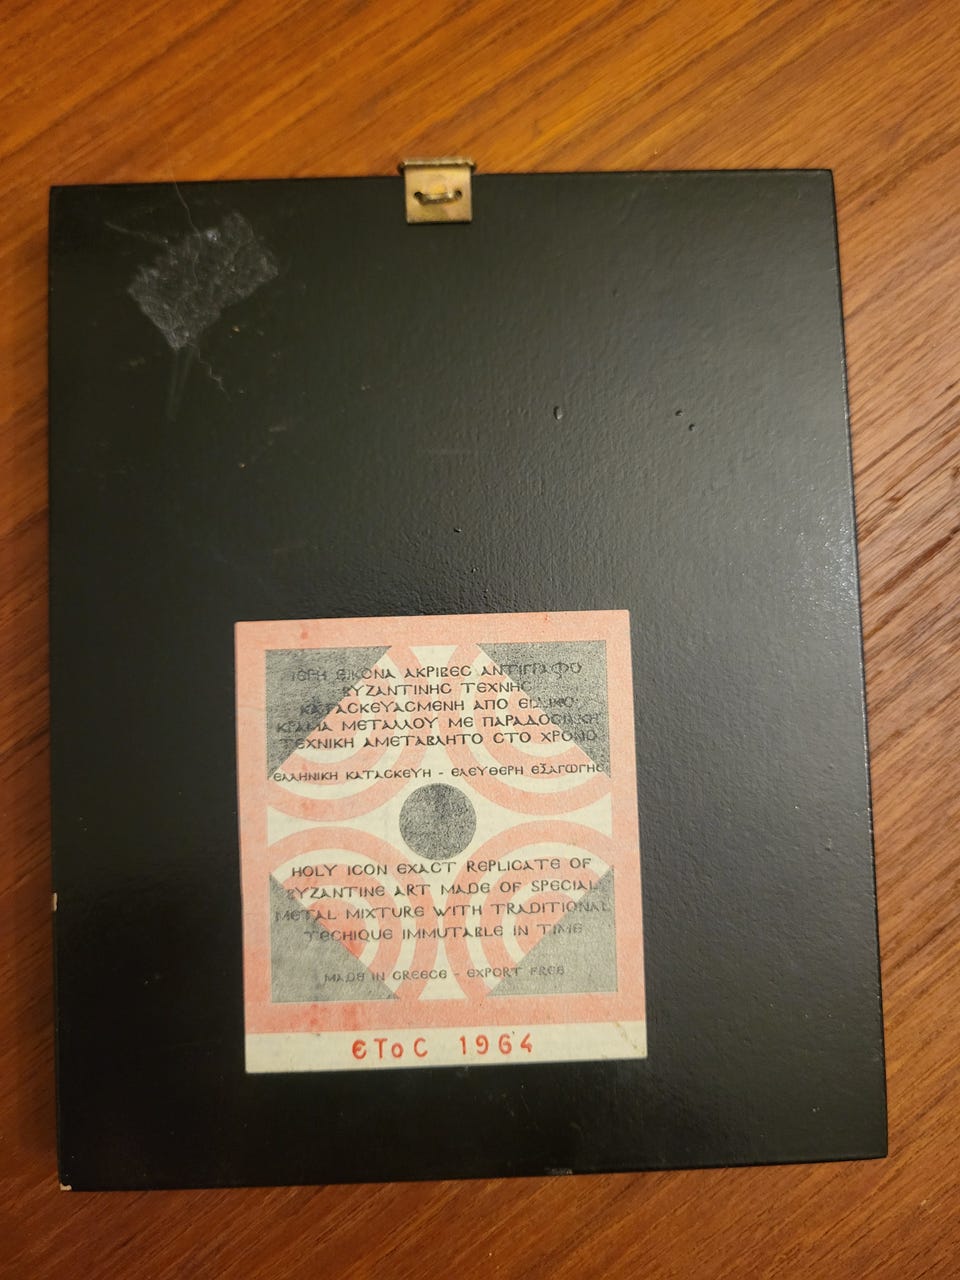 ΙΕΡΗ ΕΙΚΟΝΑ ΑΚΡΙΒΕϹ ΑΝΤΙΓΡΑΦΟ
ΒΥΖΑΝΤΙΝΗϹ ΤΕΧΝΗϹ
ΚΑΤΑϹΚΕΥΑϹΜΕΝΗ ΑΠΟ ΕΙΔΙΚΟ
ΚΡΑΜΑ ΜΕΤΑΛΛΟΥ ΜΕ ΠΑΡΑΔΟϹΙΑΚΗ
ΤΕΧΝΙΚΗ ΑΜΕΤΑΒΛΗΤΟ ϹΤΟ ΧΡΟΝΟ
ΕΛΛΗΝΙΚΗ ΚΑΤΑϹΚΕΥΗ - ΕΛΕΥΘΕΡΗ ΕΞΑΓΩΓΗϹ
HOLY ICON EXACT REPLICATE OF
BYZANTINE ART MADE OF SPECIAL
METAL MIXTURE WITH TRADITIONAL
TECHIQUE IMMUTABLE IN TIME
MADE IN GREECE - EXPORT FREE
ЄΤοϹ 1964